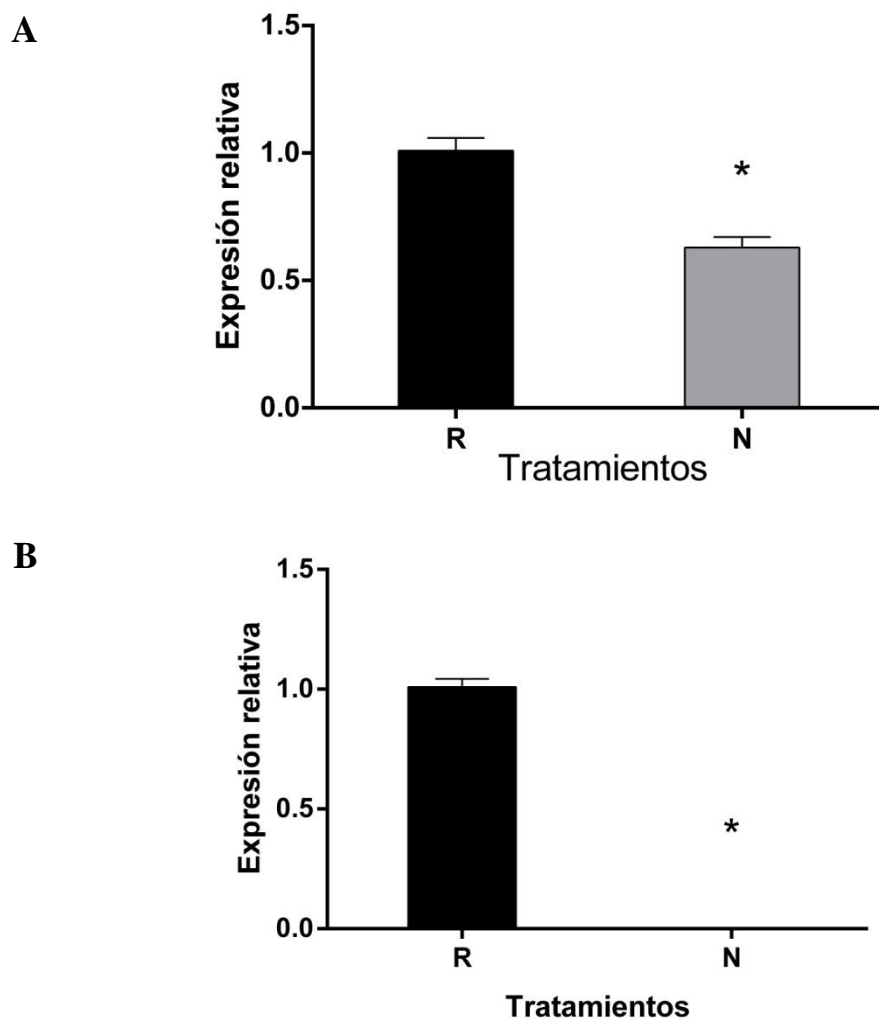 A
Expresión relativa
1.5
1.0
0.5
0.0
*
R
N
Tratamientos
B
Expresión relativa
1.5
1.0
0.5
0.0
*
R
N
Tratamientos